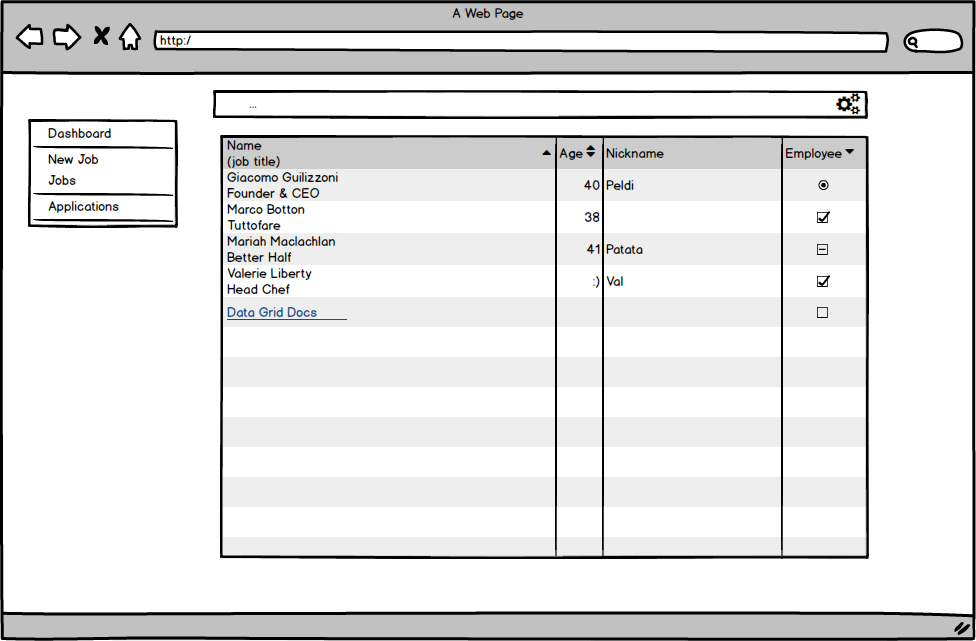 A Web Page
http:/
...
Dashboard
New Job
Jobs
Applications
Name
(job title)
Age
Nickname
Employee
Giacomo Guilizzoni
Founder & CEO
40
Peldi
Marco Botton
Tuttofare
38
Mariah Maclachlan
Better Half
41
Patata
Valerie Liberty
Head Chef
:)
Val
Data Grid Docs